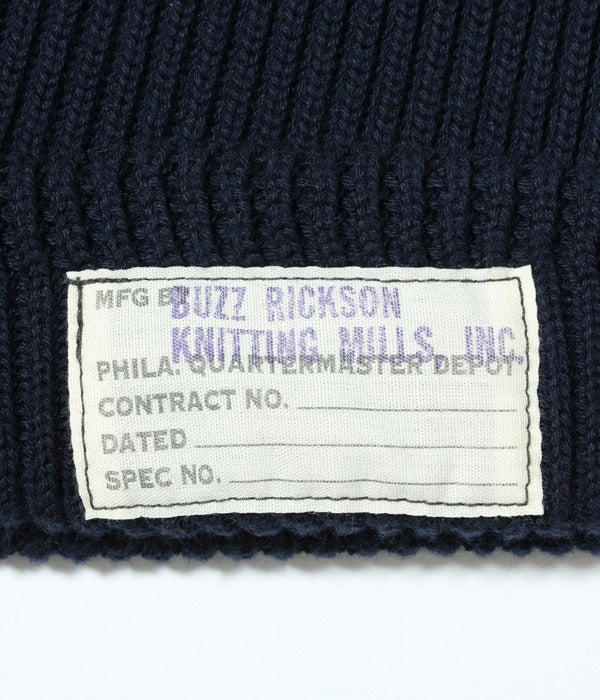 MFG BY BUZZ RICKSON
KNITTING MILLS, INC.
PHILA. QUARTERMASTER DEPOT
CONTRACT NO.
DATED
SPEC NO.